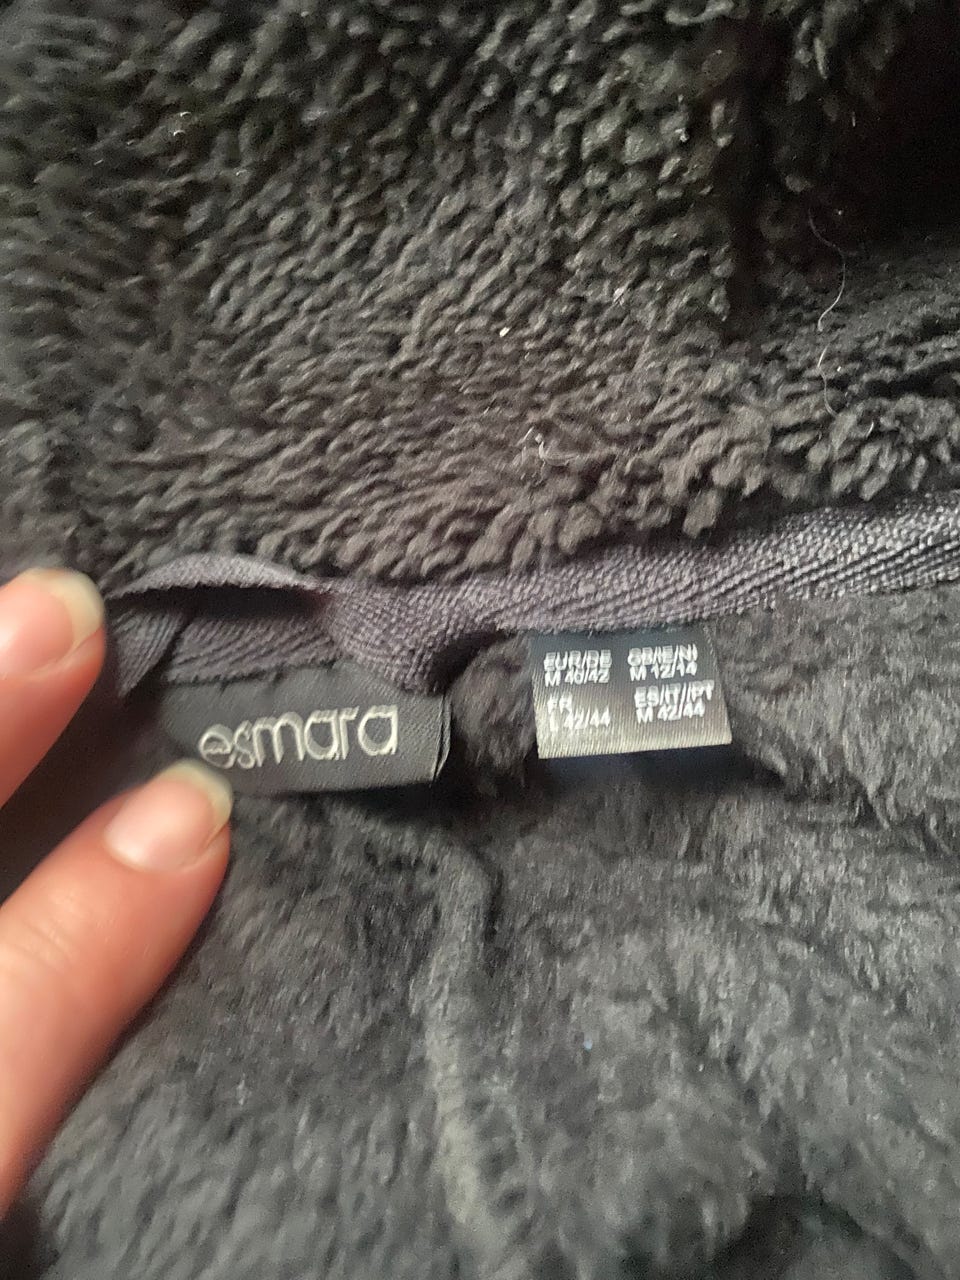 esmara
EUR/DE GB/IE/NI
M 40/42 M 12/14
FR ES/IT/PT
L 42/44 M 42/44